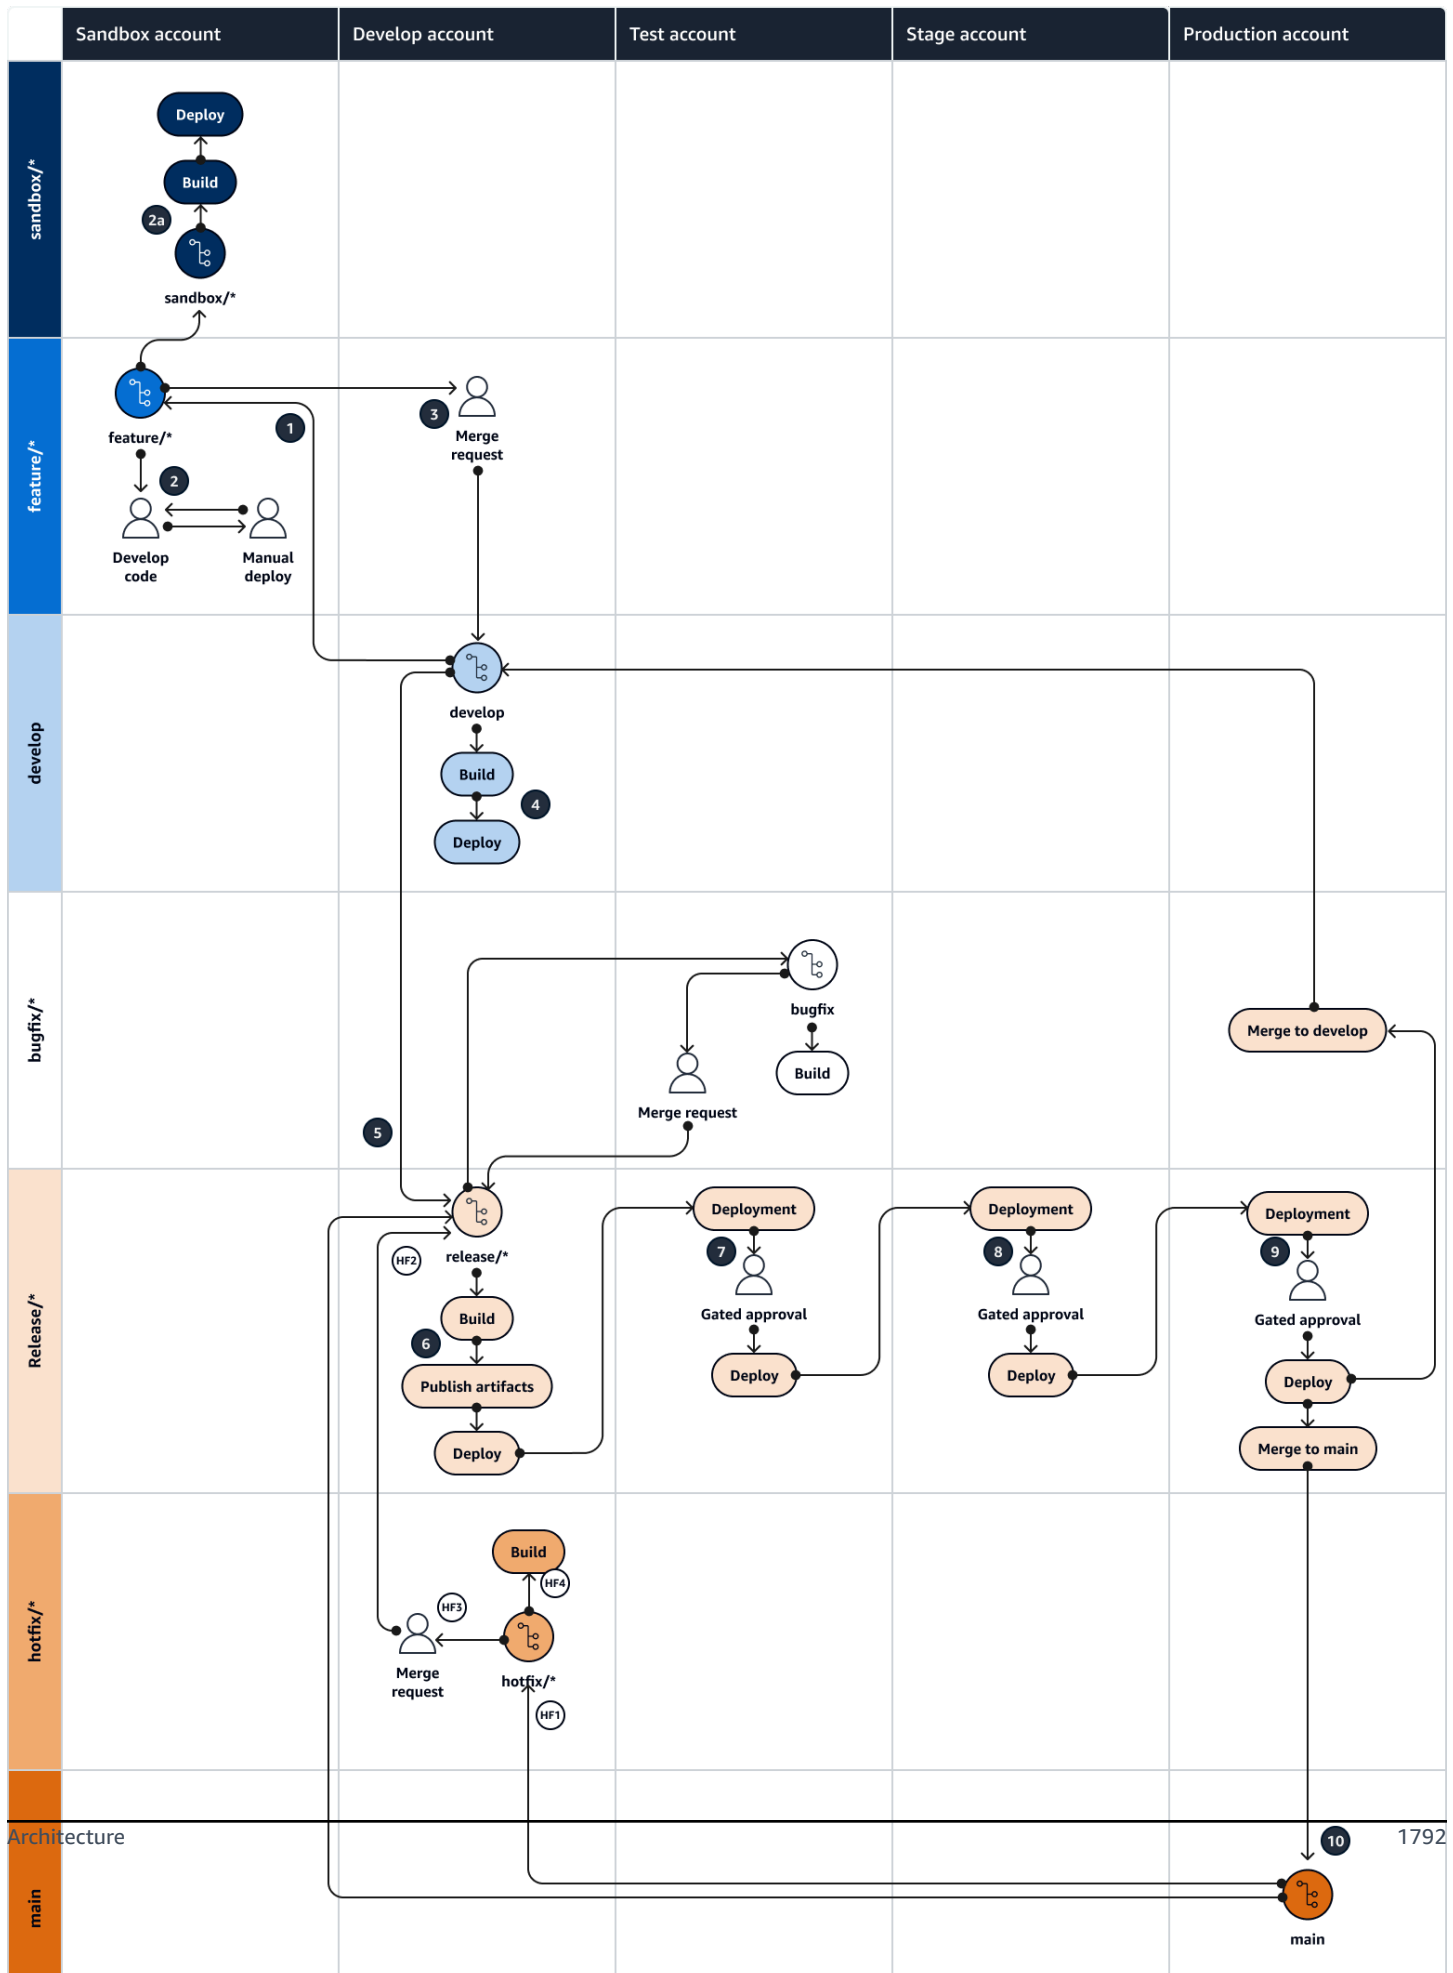 Sandbox account
Develop account
Test account
Stage account
Production account
sandbox/*
Deploy
Build
2a
sandbox/*
feature/*
feature/*
1
3
Merge
request
2
Develop
code
Manual
deploy
develop
develop
Build
4
Deploy
bugfix/*
bugfix
Build
Merge request
Merge to develop
5
Release/*
release/*
HF2
Build
6
Publish artifacts
Deploy
Deployment
7
Gated approval
Deploy
Deployment
8
Gated approval
Deploy
Deployment
9
Gated approval
Deploy
Merge to main
hotfix/*
Build
HF4
HF3
Merge
request
hotfix/*
HF1
main
Architecture
1792
10
main